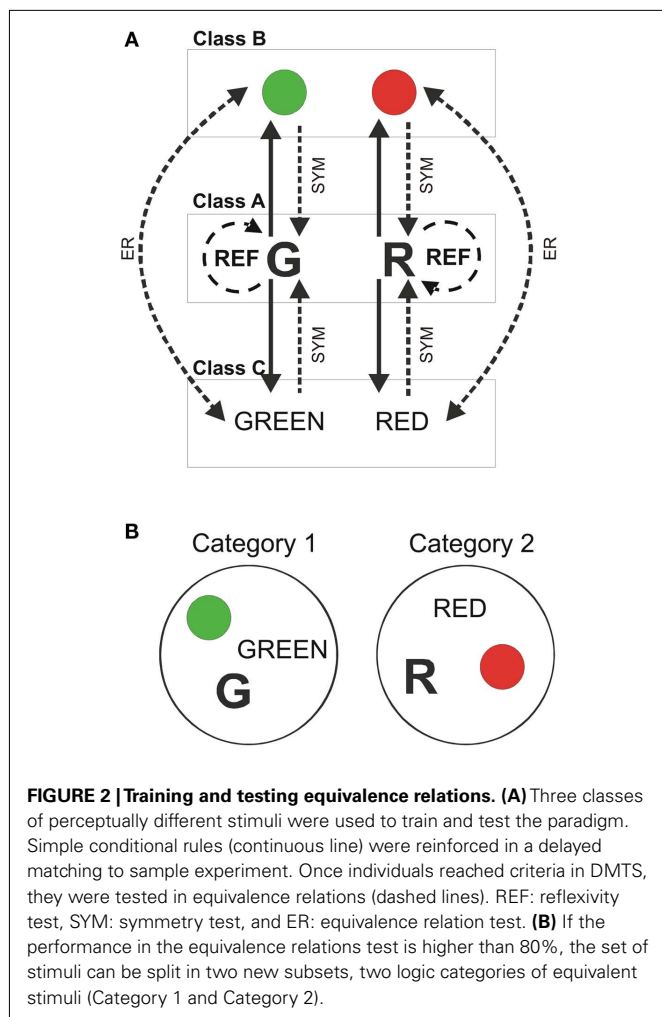 A
Class B
SYM
SYM
Class A
ER
REF
G
R
REF
ER
SYM
SYM
Class C
GREEN
RED
B
Category 1
Category 2
GREEN
G
RED
R
FIGURE 2 | Training and testing equivalence relations. (A) Three classes
of perceptually different stimuli were used to train and test the paradigm.
Simple conditional rules (continuous line) were reinforced in a delayed
matching to sample experiment. Once individuals reached criteria in DMTS,
they were tested in equivalence relations (dashed lines). REF: reflexivity
test, SYM: symmetry test, and ER: equivalence relation test. (B) If the
performance in the equivalence relations test is higher than 80%, the set of
stimuli can be split in two new subsets, two logic categories of equivalent
stimuli (Category 1 and Category 2).